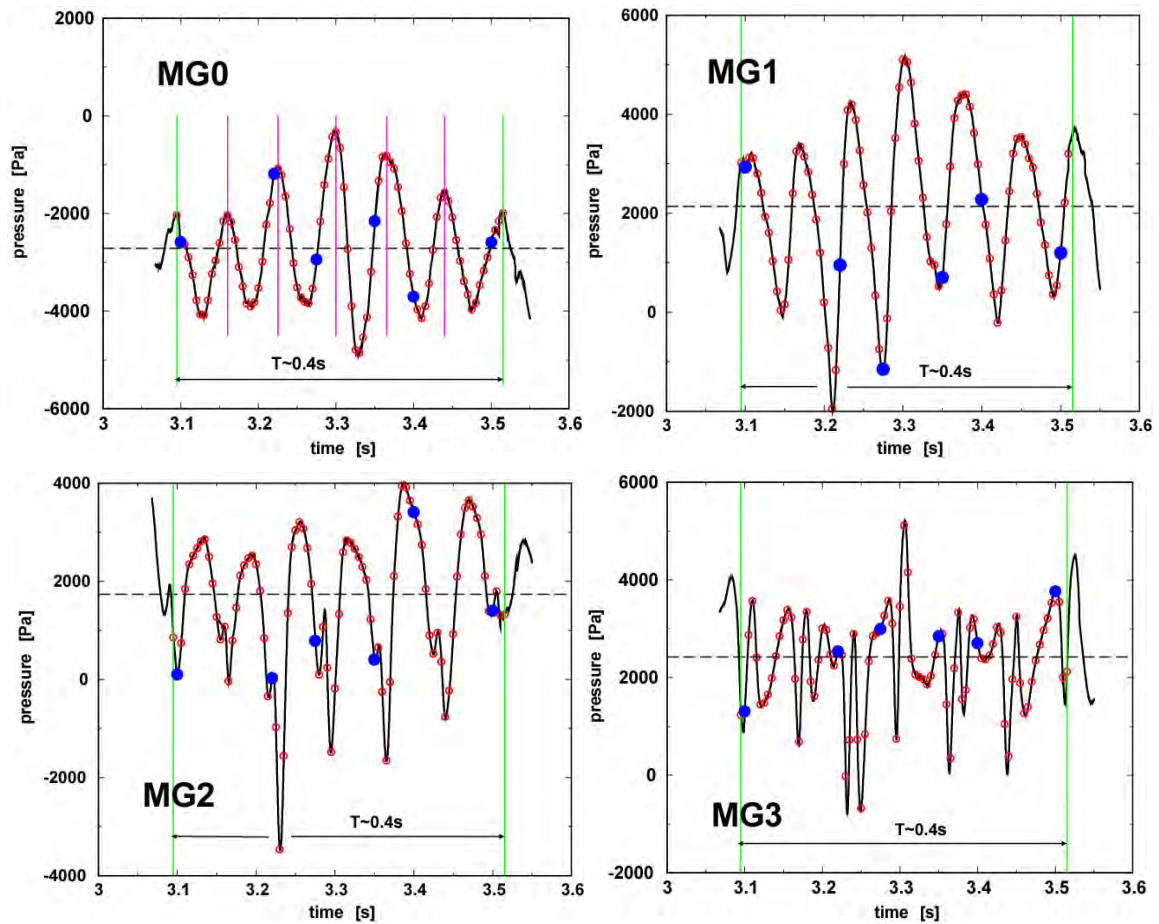 2000
0
-2000
-4000
-6000
pressure [Pa]
MG0
T~0.4s
3 3.1 3.2 3.3 3.4 3.5 3.6
time [s]
6000
4000
2000
0
-2000
pressure [Pa]
MG1
T~0.4s
3 3.1 3.2 3.3 3.4 3.5 3.6
time [s]
4000
2000
0
-2000
-4000
pressure [Pa]
MG2
T~0.4s
3 3.1 3.2 3.3 3.4 3.5 3.6
time [s]
6000
4000
2000
0
-2000
pressure [Pa]
MG3
T~0.4s
3 3.1 3.2 3.3 3.4 3.5 3.6
time [s]